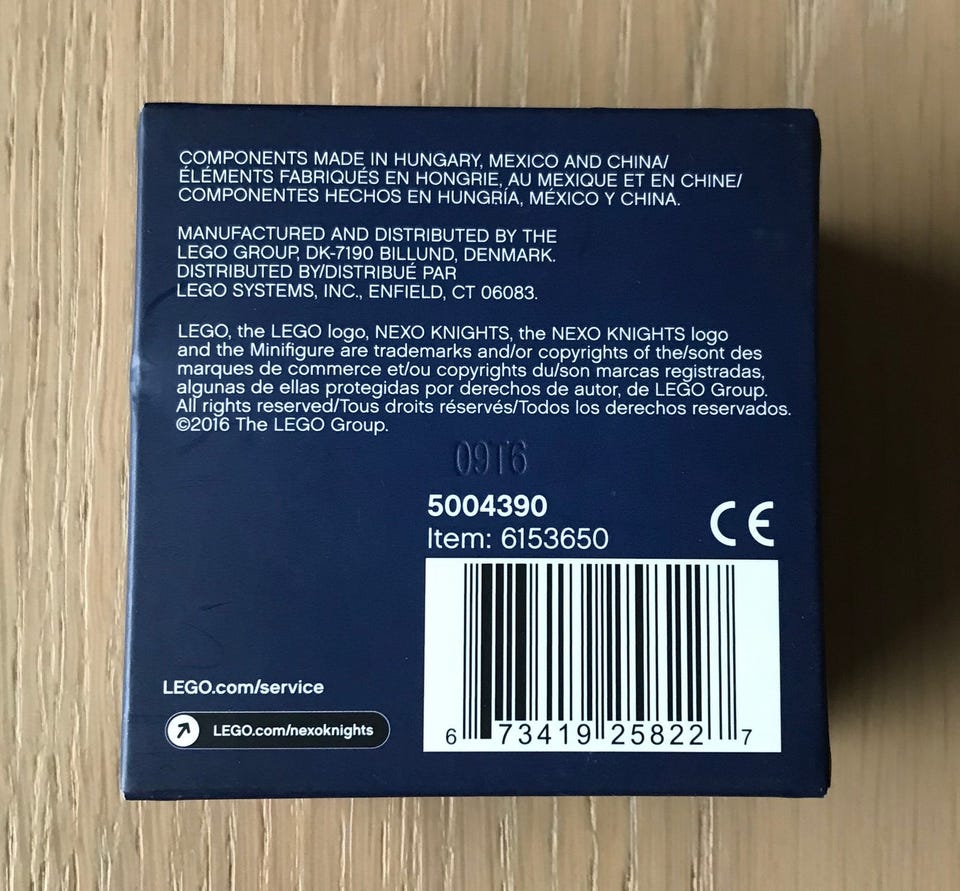 COMPONENTS MADE IN HUNGARY, MEXICO AND CHINA/
ÉLÉMENTS FABRIQUÉS EN HONGRIE, AU MEXIQUE ET EN CHINE/
COMPONENTES HECHOS EN HUNGRÍA, MÉXICO Y CHINA.
MANUFACTURED AND DISTRIBUTED BY THE
LEGO GROUP, DK-7190 BILLUND, DENMARK.
DISTRIBUTED BY/DISTRIBUÉ PAR
LEGO SYSTEMS, INC., ENFIELD, CT 06083.
LEGO, the LEGO logo, NEXO KNIGHTS, the NEXO KNIGHTS logo
and the Minifigure are trademarks and/or copyrights of the/sont des
marques de commerce et/ou copyrights du/son marcas registradas,
algunas de ellas protegidas por derechos de autor, de LEGO Group.
All rights reserved/Tous droits réservés/Todos los derechos reservados.
©2016 The LEGO Group.
09T6
5004390
Item: 6153650
CE
6 73419 25822 7
LEGO.com/service
LEGO.com/nexoknights